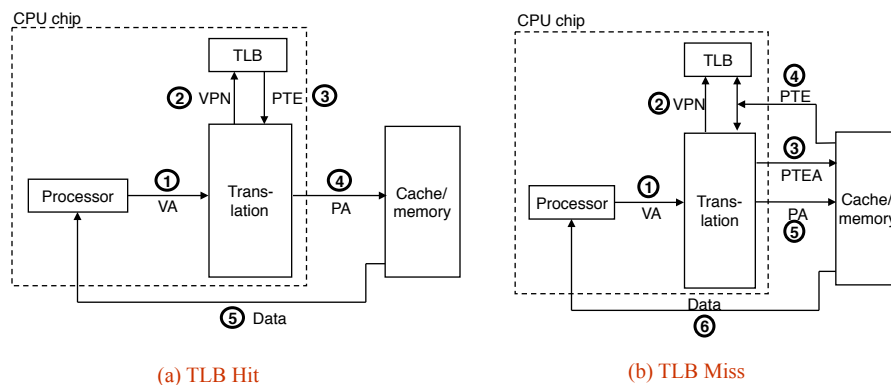 CPU chip
TLB
② VPN
PTE ③
①
VA
Processor
Trans-
lation
④
PA
Cache/
memory
⑤ Data
(a) TLB Hit
CPU chip
TLB
④
PTE
② VPN
③
PTEA
①
VA
Processor
Trans-
lation
PA
⑤
Cache/
memory
Data
⑥
(b) TLB Miss